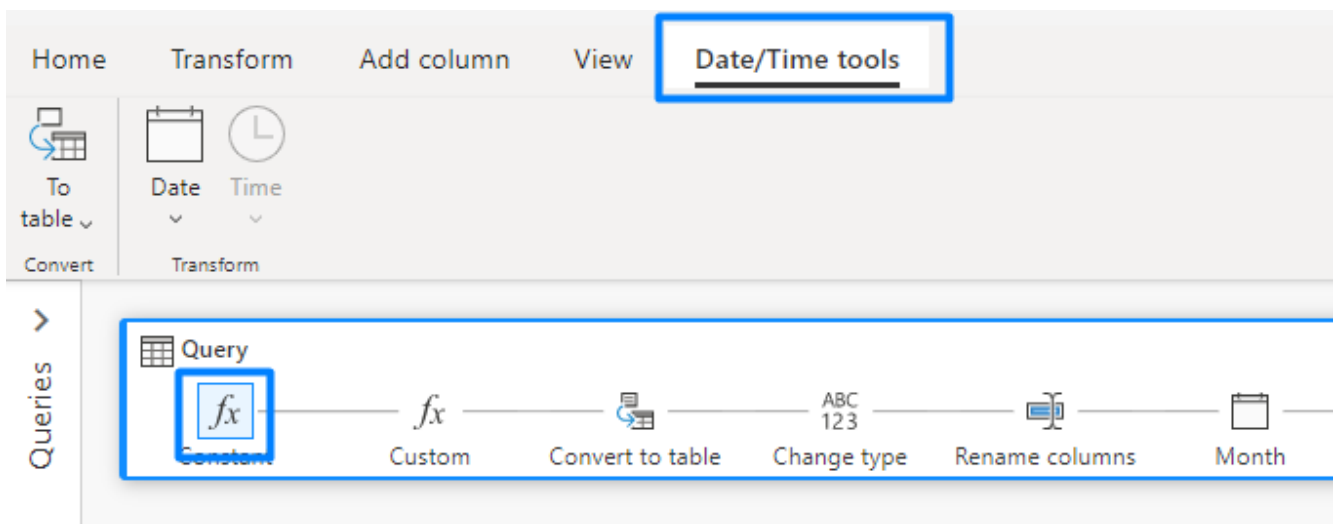 Home Transform Add column View Date/Time tools
To table
Date
Time
Convert
Transform
Queries
Query
fx
fx
ABC
123
Constant Custom Convert to table Change type Rename columns Month